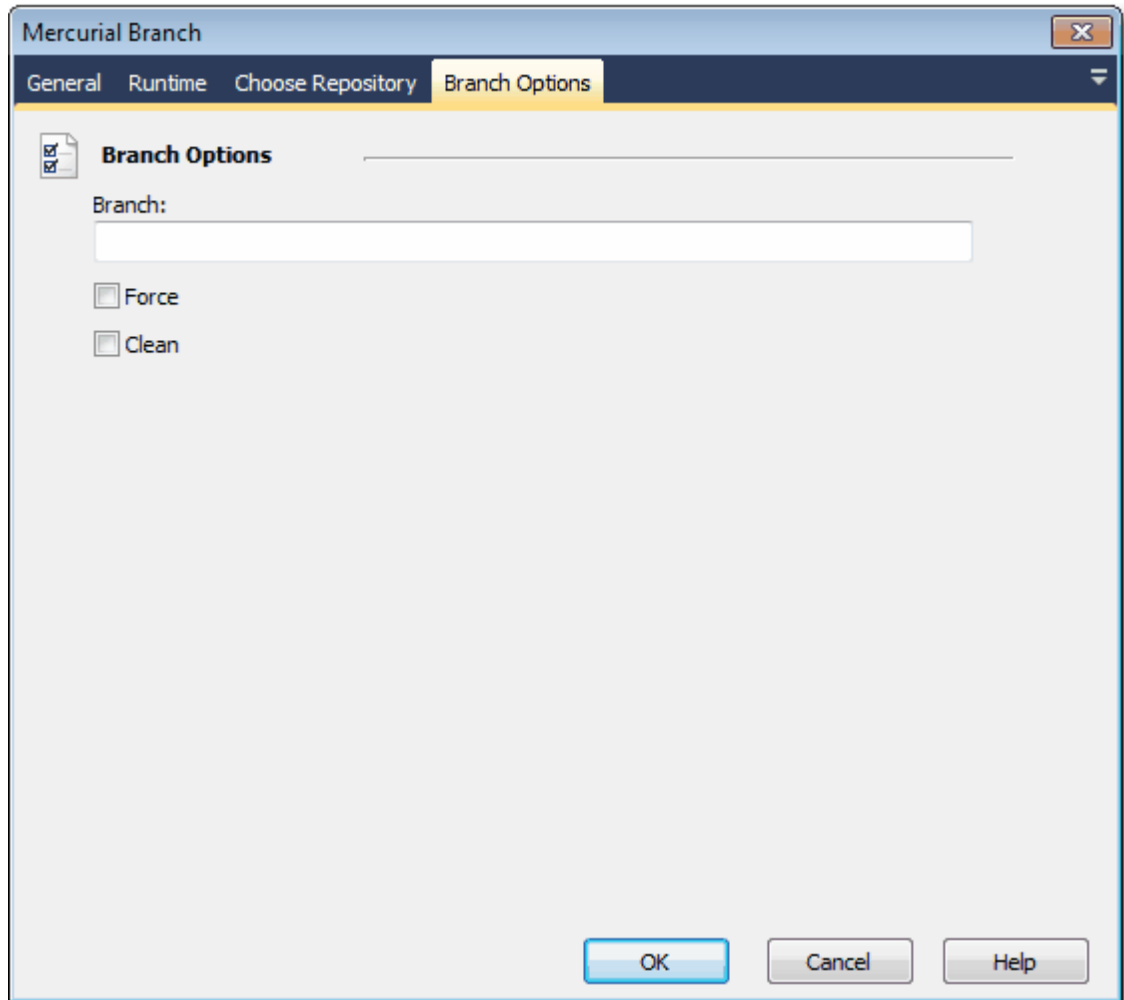 Mercurial Branch
General Runtime Choose Repository Branch Options
Branch Options
Branch:
Force
Clean
OK Cancel Help